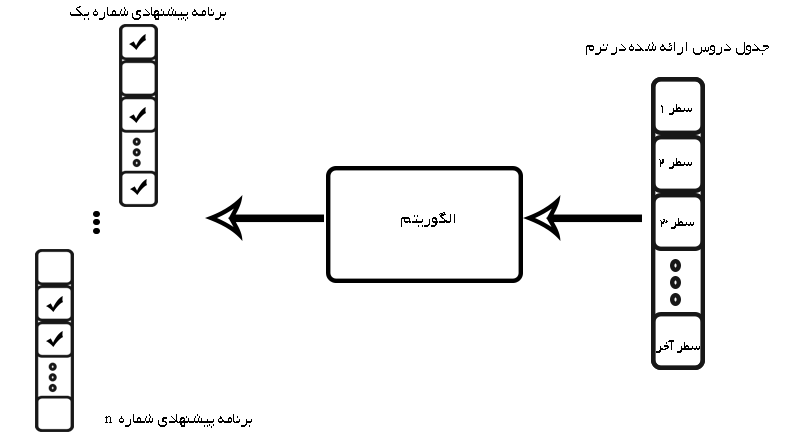 برنامه پیشنهادی شماره یک
جدول دروس ارائه شده در ترم
سطر ۱
سطر ۲
سطر ۳
الگوریتم
سطر آخر
برنامه پیشنهادی شماره n